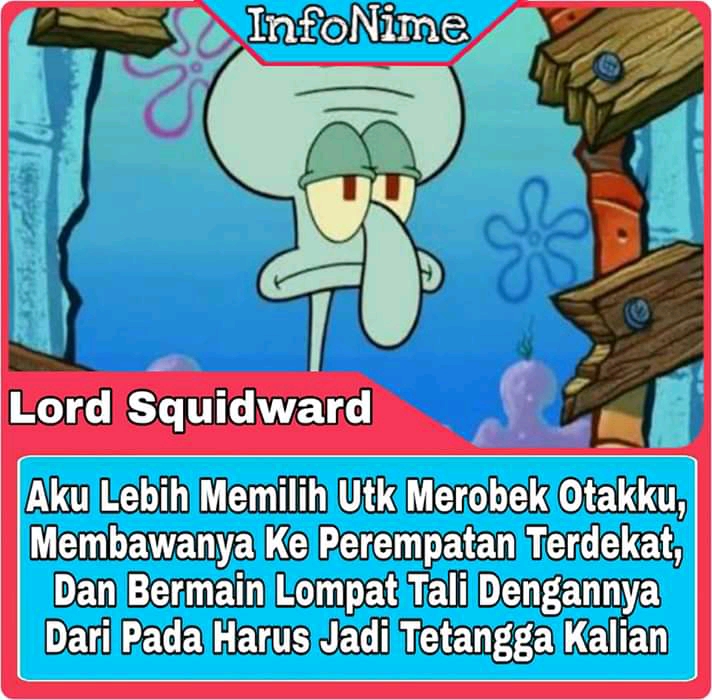 InfoNime
Lord Squidward
Aku Lebih Memilih Utk Merobek Otakku,
Membawanya Ke Perempatan Terdekat,
Dan Bermain Lompat Tali Dengannya
Dari Pada Harus Jadi Tetangga Kalian